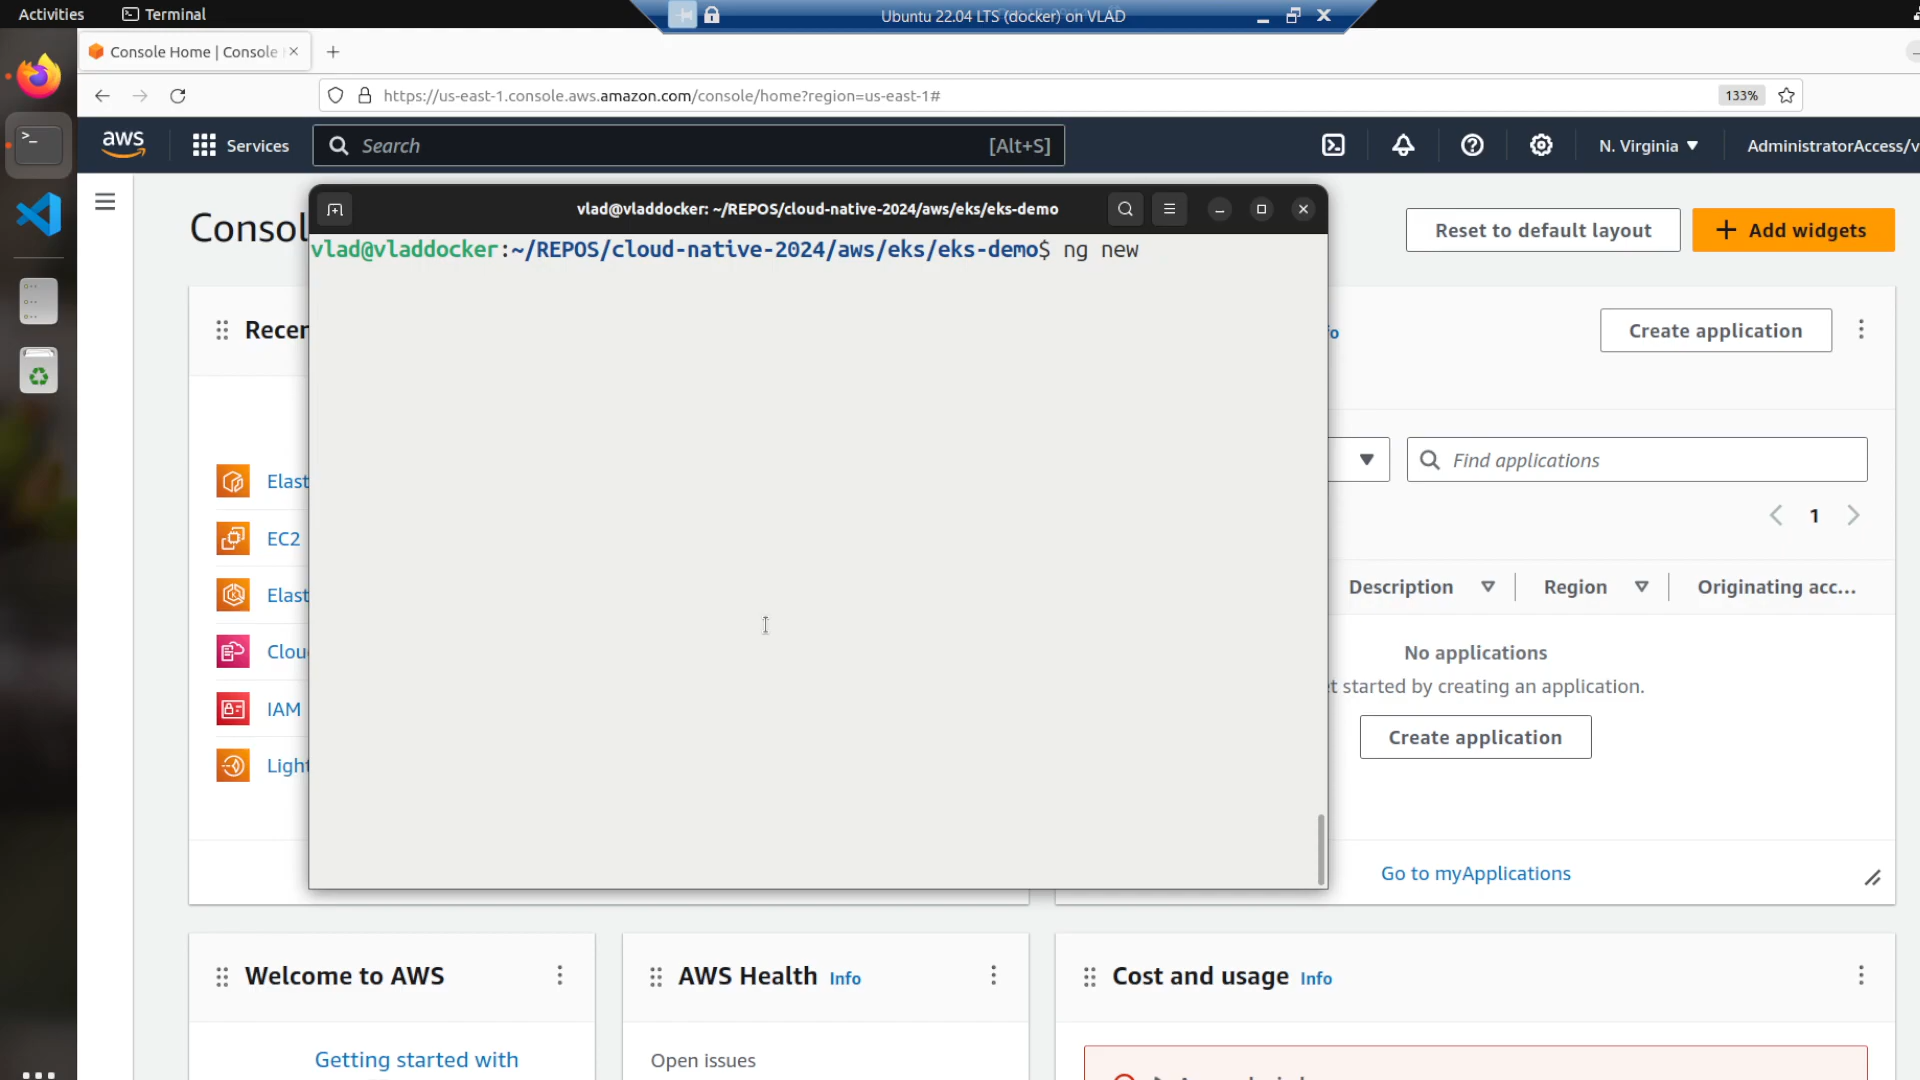 Activities
Terminal
Ubuntu 22.04 LTS (docker) on VLAD
Console Home | Console
https://us-east-1.console.aws.amazon.com/console/home?region=us-east-1#
133%
aws
Services
Search
[Alt+S]
N. Virginia
AdministratorAccess/v
Consol
vlad@vladdocker: ~/REPOS/cloud-native-2024/aws/eks/eks-demo
Reset to default layout
Add widgets
vlad@vladdocker:~/REPOS/cloud-native-2024/aws/eks/eks-demo$ ng new
Recer
fo
Create application
Find applications
1
Elast
EC2
Elast
Clou
IAM
Light
Description
Region
Originating acc...
No applications
t started by creating an application.
Create application
Go to myApplications
Welcome to AWS
AWS Health
Info
Cost and usage
Info
Getting started with
Open issues